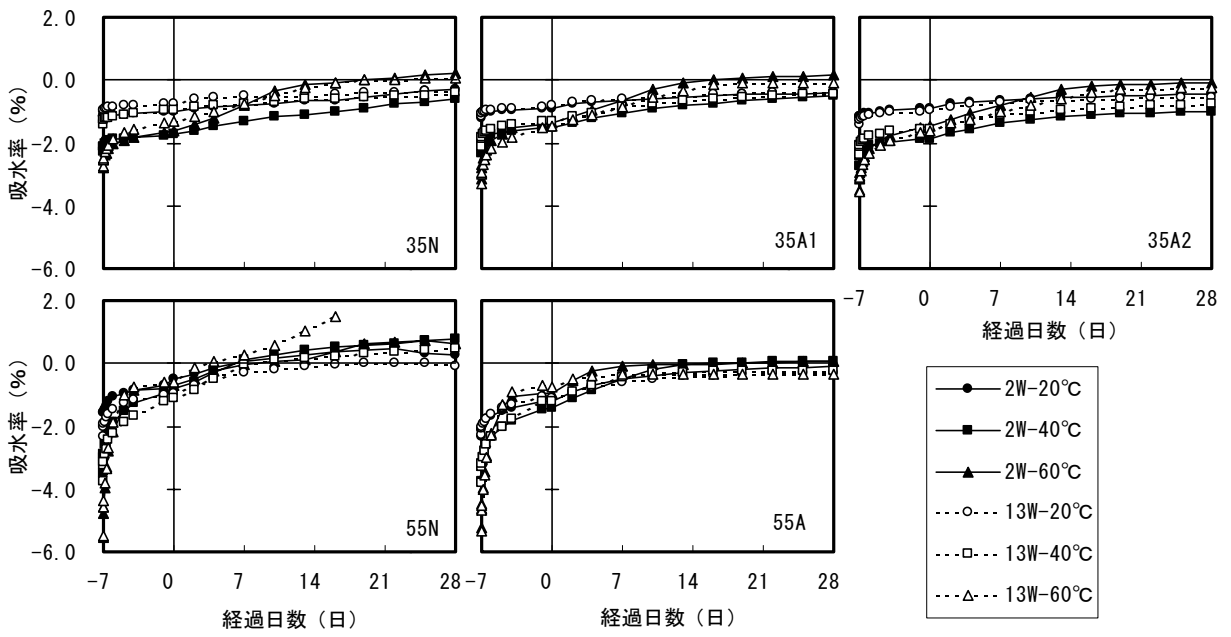 2.0
0.0
-2.0
-4.0
-6.0
吸水率 (%)
35N
35A1
35A2
-7 0 7 14 21 28
経過日数 (日)
2.0
0.0
-2.0
-4.0
-6.0
吸水率 (%)
55N
55A
-7 0 7 14 21 28
経過日数 (日)
-7 0 7 14 21 28
経過日数 (日)
2W-20℃
2W-40℃
2W-60℃
13W-20℃
13W-40℃
13W-60℃